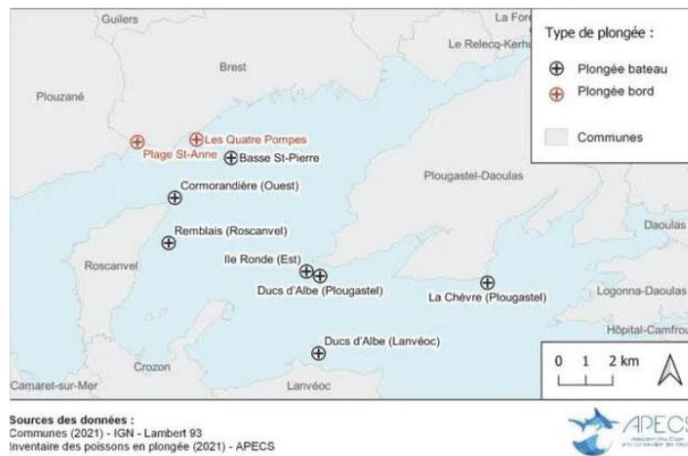 Guilers
La Fore
Le Relecq-Kerhu
Brest
Plouzané
Type de plongée :
Plongée bateau
Plongée bord
Communes
Les Quatre Pompes
Plage St-Anne
Basse St-Pierre
Cormorandière (Ouest)
Plougastel-Daoulas
Remblais (Roscanvel)
Daoulas
Roscanvel
Ile Ronde (Est)
Ducs d'Albe (Plougastel)
La Chèvre (Plougastel)
Logonna-Daoulas
Hôpital-Camfrou
Ducs d'Albe (Lanvéoc)
Crozon
Camaret-sur-Mer
Lanvéoc
0 1 2 km
Sources des données :
Communes (2021) - IGN - Lambert 93
Inventaire des poissons en plongée (2021) - APECS
APECS